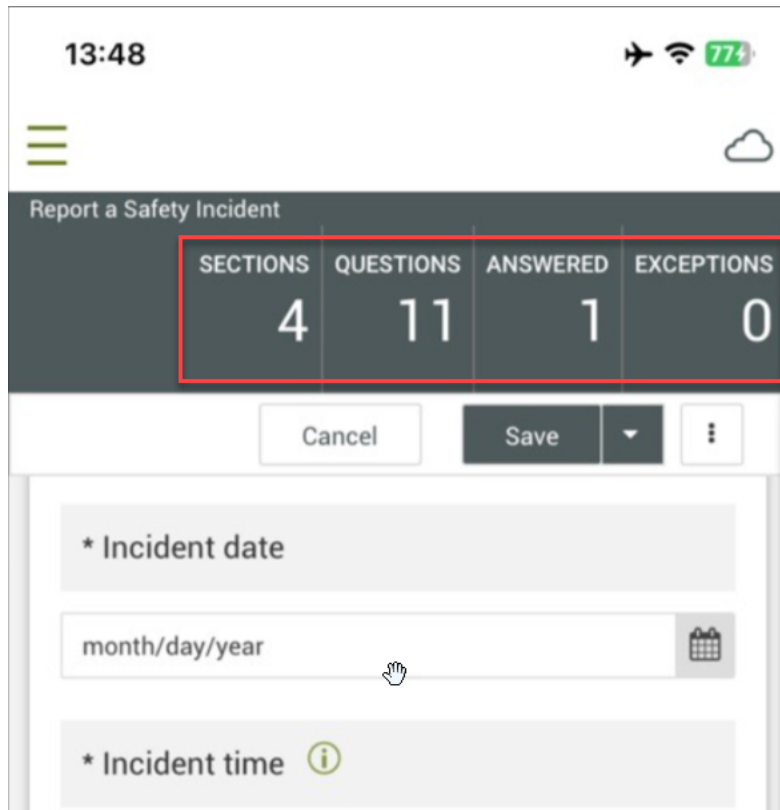 13:48
77
Report a Safety Incident
SECTIONS QUESTIONS ANSWERED EXCEPTIONS
4 11 1 0
Cancel Save
* Incident date
month/day/year
* Incident time